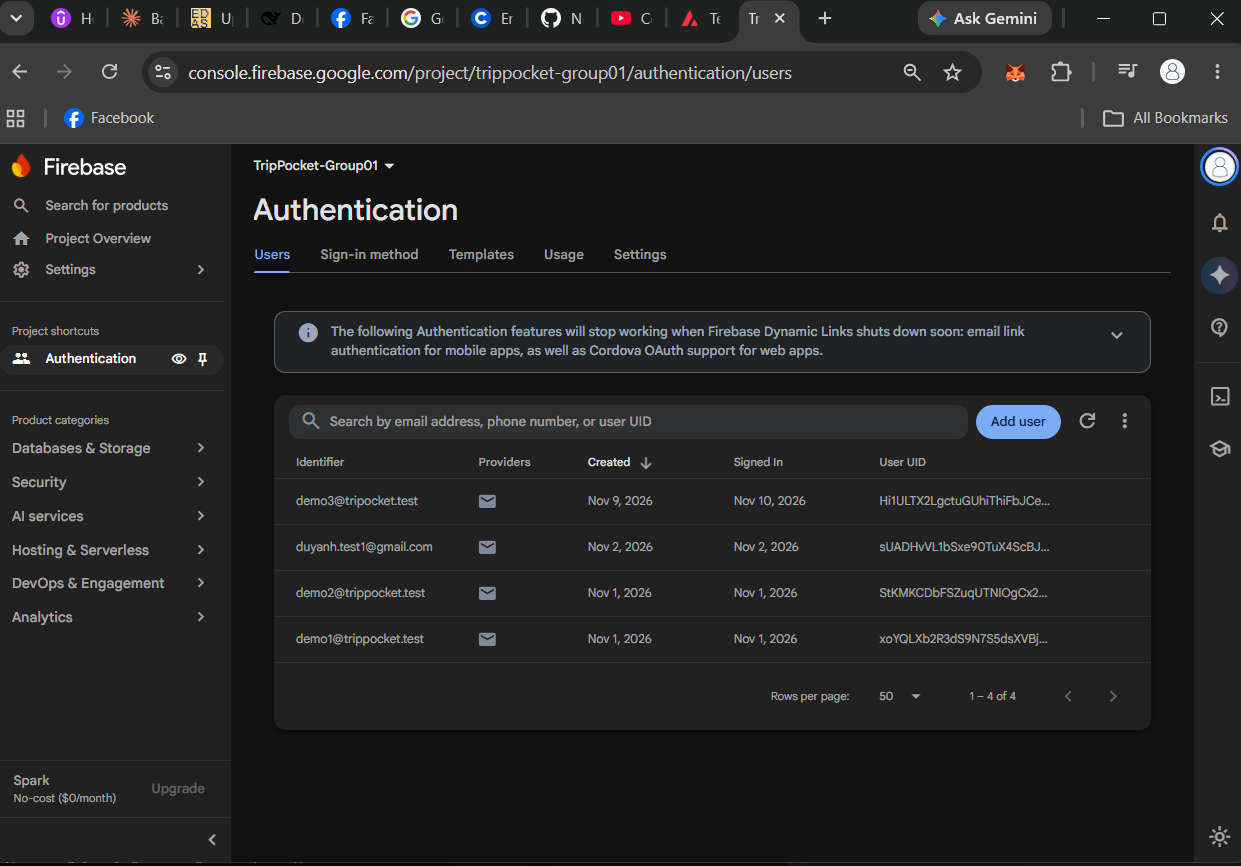 Ask Gemini
console.firebase.google.com/project/trippocket-group01/authentication/users
Facebook
All Bookmarks
Firebase
Search for products
Project Overview
Settings
Project shortcuts
Authentication
Product categories
Databases & Storage
Security
AI services
Hosting & Serverless
DevOps & Engagement
Analytics
Spark
No-cost ($0/month)
Upgrade
TripPocket-Group01
Authentication
Users Sign-in method Templates Usage Settings
The following Authentication features will stop working when Firebase Dynamic Links shuts down soon: email link
authentication for mobile apps, as well as Cordova OAuth support for web apps.
Search by email address, phone number, or user UID
Add user
Identifier Providers Created Signed In User UID
demo3@tripocket.test Nov 9, 2026 Nov 10, 2026 Hi1ULTX2LgctuGUhiThiFbJCe...
duyanh.test1@gmail.com Nov 2, 2026 Nov 2, 2026 sUADHvVL1bSxe90TuX4ScBJ...
demo2@trippocket.test Nov 1, 2026 Nov 1, 2026 StKMKCDbFSZuqUTNIOgCx2...
demo1@trippocket.test Nov 1, 2026 Nov 1, 2026 xoYQLXb2R3dS9N7S5dsXVBj...
Rows per page: 50 1 – 4 of 4